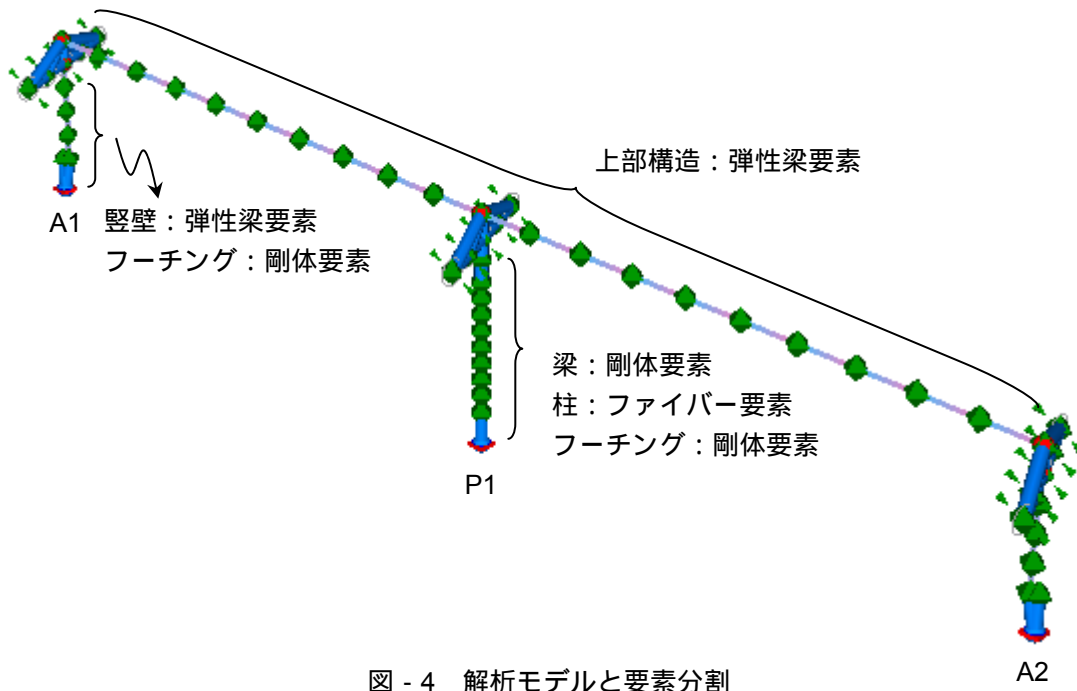 上部構造：弾性梁要素
A1
竪壁：弾性梁要素
フーチング：剛体要素
梁：剛体要素
柱：ファイバー要素
フーチング：剛体要素
P1
A2
図 - 4　解析モデルと要素分割